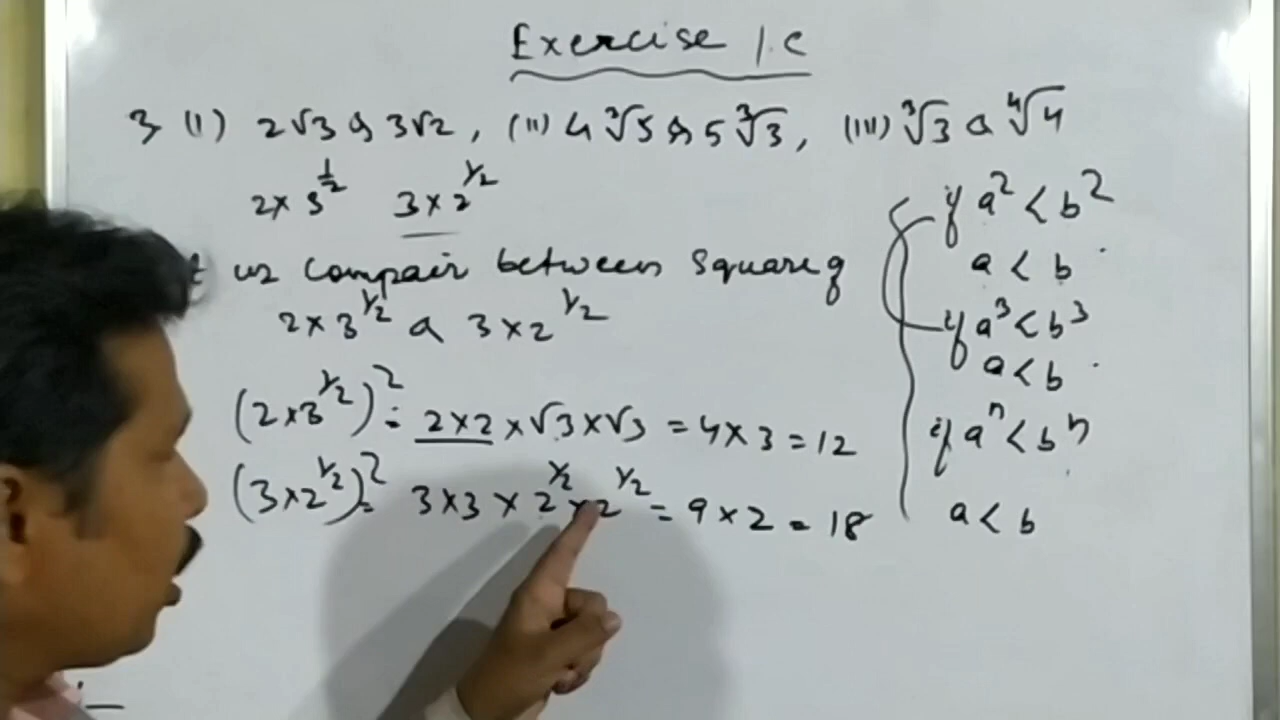 Exercise 1.c
3 (i) 2√3 & 3√2, (ii) 4 ∛5 & 5 ∛3, (iii) ∛3 & ∜4
2 × 3^½ 3 × 2^½
us compair between square of
2 × 3^½ & 3 × 2^½
(2 × 3^½)² = 2 × 2 × √3 × √3 = 4 × 3 = 12
(3 × 2^½)² = 3 × 3 × 2^½ × 2^½ = 9 × 2 = 18
if a² < b²
a < b
if a³ < b³
a < b
if aⁿ < bⁿ
a < b